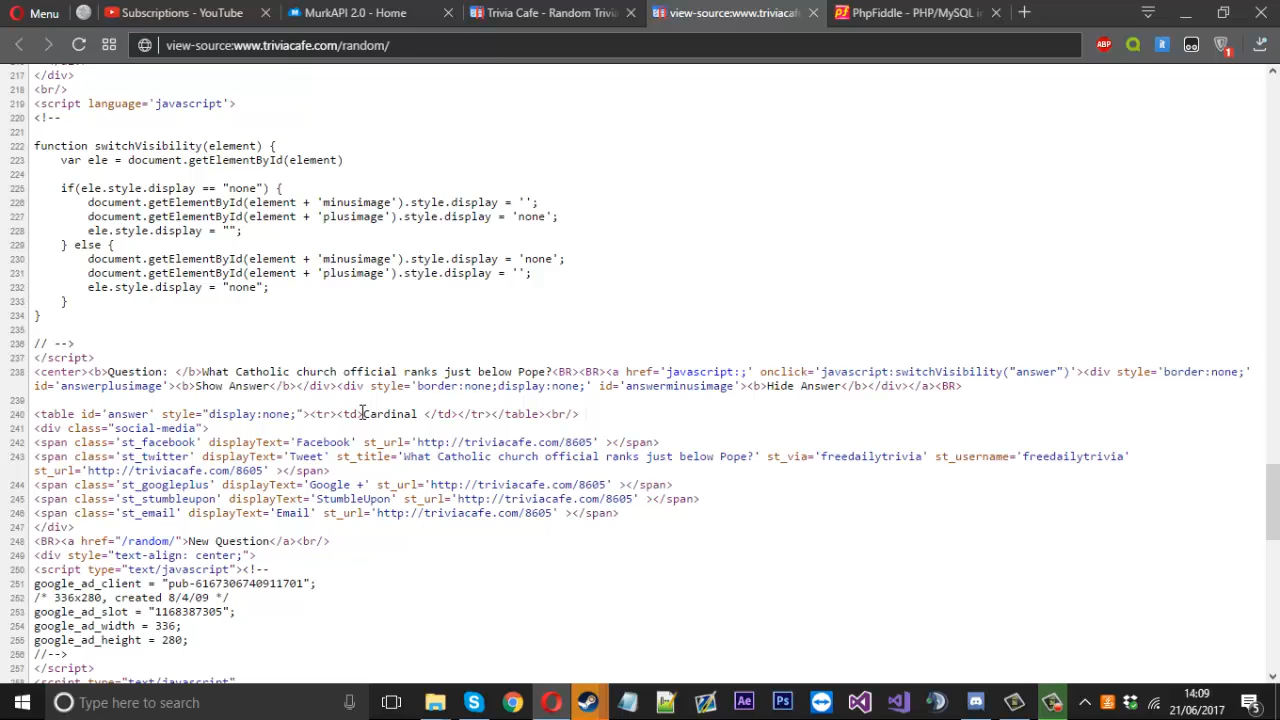 Menu
Subscriptions - YouTube
MurkAPI 2.0 - Home
Trivia Cafe - Random Trivia
view-source:www.triviacafe
PhpFiddle - PHP/MySQL in
view-source:www.triviacafe.com/random/
ABP
1
217 </div>
218 <br/>
219 <script language='javascript'>
220 <!--
221
222 function switchVisibility(element) {
223     var ele = document.getElementById(element)
224
225     if(ele.style.display == "none") {
226         document.getElementById(element + 'minusimage').style.display = '';
227         document.getElementById(element + 'plusimage').style.display = 'none';
228         ele.style.display = "";
229     } else {
230         document.getElementById(element + 'minusimage').style.display = 'none';
231         document.getElementById(element + 'plusimage').style.display = '';
232         ele.style.display = "none";
233     }
234 }
235
236 // -->
237 </script>
238 <center><b>Question: </b>What Catholic church official ranks just below Pope?<BR><BR><a href='javascript:;' onclick='javascript:switchVisibility("answer")'><div style='border:none;'
id='answerplusimage'><b>Show Answer</b></div><div style='border:none;display:none;' id='answerminusimage'><b>Hide Answer</b></div></a><BR>
239
240 <table id='answer' style="display:none;"><tr><td>Cardinal </td></tr></table><br/>
241 <div class="social-media">
242 <span class='st_facebook' displayText='Facebook' st_url='http://triviacafe.com/8605' ></span>
243 <span class='st_twitter' displayText='Tweet' st_title='What Catholic church official ranks just below Pope?' st_via='freedailytrivia' st_username='freedailytrivia'
st_url='http://triviacafe.com/8605' ></span>
244 <span class='st_googleplus' displayText='Google +' st_url='http://triviacafe.com/8605' ></span>
245 <span class='st_stumbleupon' displayText='StumbleUpon' st_url='http://triviacafe.com/8605' ></span>
246 <span class='st_email' displayText='Email' st_url='http://triviacafe.com/8605' ></span>
247 </div>
248 <BR><a href="/random/">New Question</a><br/>
249 <div style="text-align: center;">
250 <script type="text/javascript"><!--
251 google_ad_client = "pub-6167306740911701";
252 /* 336x280, created 8/4/09 */
253 google_ad_slot = "1168387305";
254 google_ad_width = 336;
255 google_ad_height = 280;
256 //-->
257 </script>
<script type="text/javascript"
Type here to search
Ae
Ps
14:09
21/06/2017
5